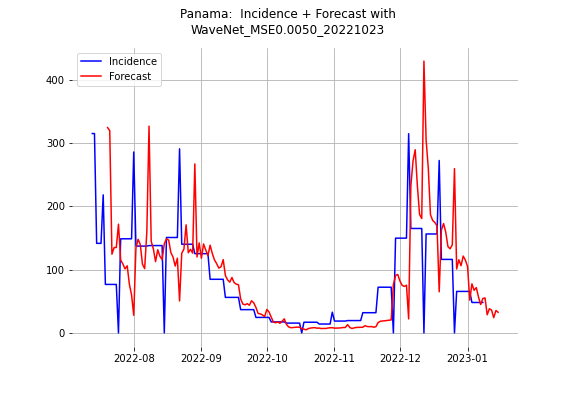 Panama:  Incidence + Forecast with
WaveNet_MSE0.0050_20221023
Incidence
Forecast
400
300
200
100
0
2022-08
2022-09
2022-10
2022-11
2022-12
2023-01